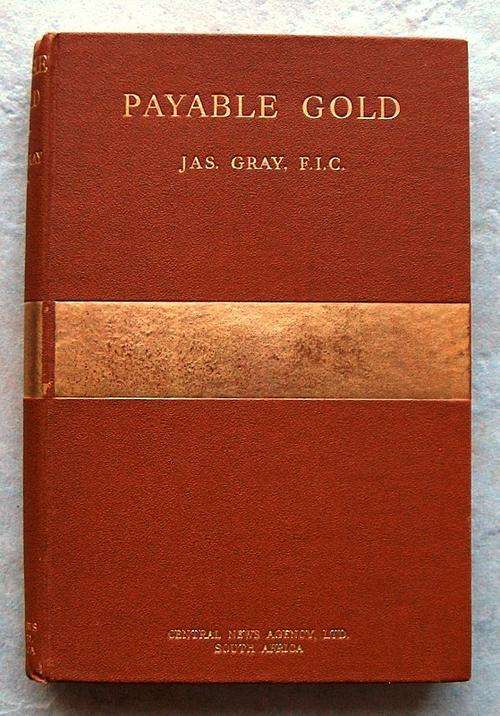 PAYABLE GOLD
JAS. GRAY, F.I.C.
CENTRAL NEWS AGENCY, LTD.
SOUTH AFRICA